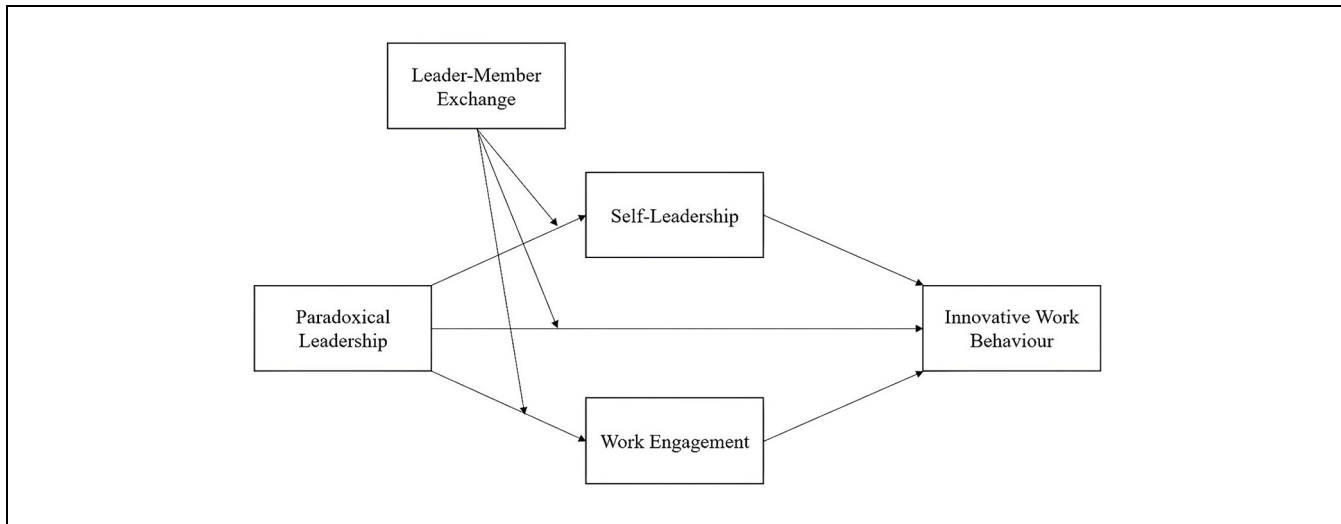 Leader-Member
Exchange
Self-Leadership
Paradoxical
Leadership
Innovative Work
Behaviour
Work Engagement